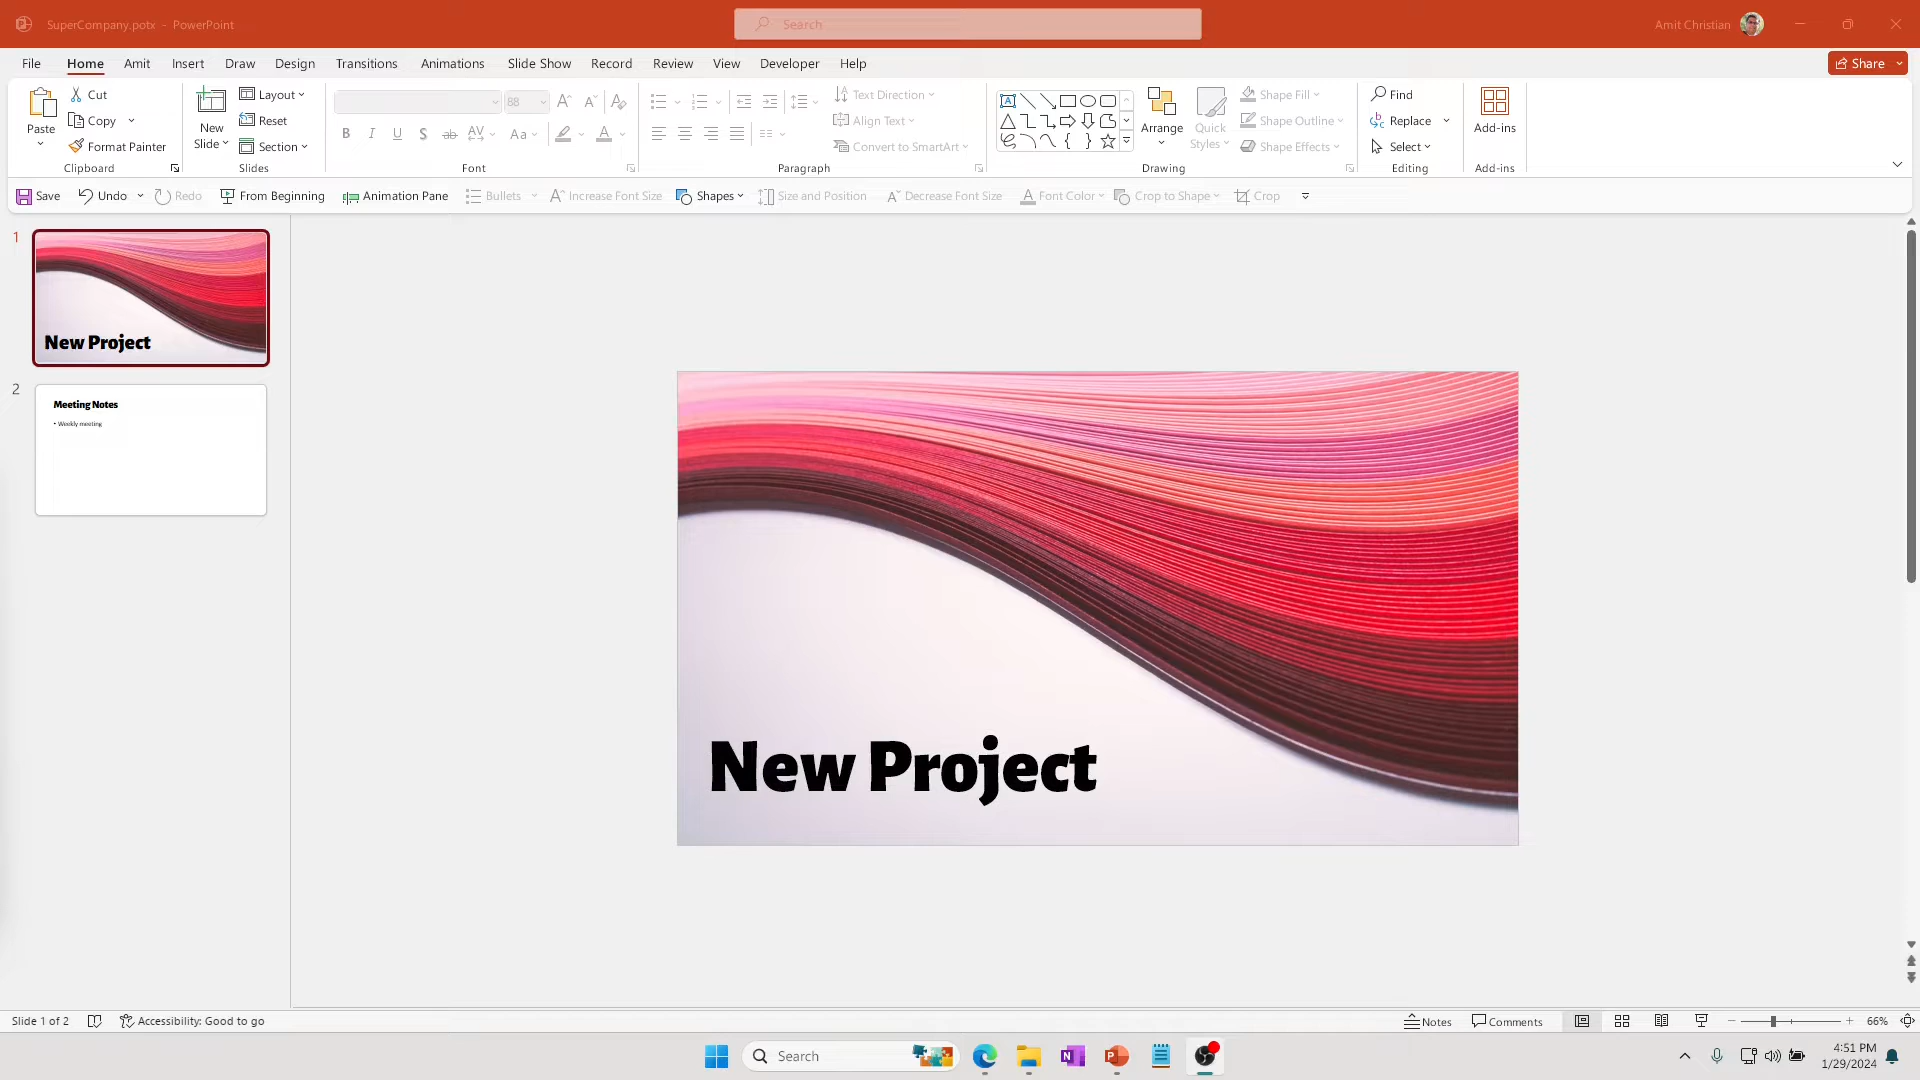 SuperCompany.potx - PowerPoint
Search
Amit Christian
File Home Amit Insert Draw Design Transitions Animations Slide Show Record Review View Developer Help
Share
Paste
Cut
Copy
Format Painter
Clipboard
New Slide
Layout
Reset
Section
Slides
88
Font
Text Direction
Align Text
Convert to SmartArt
Paragraph
Arrange
Quick Styles
Shape Fill
Shape Outline
Shape Effects
Drawing
Find
Replace
Select
Editing
Add-ins
Add-ins
Save Undo Redo From Beginning Animation Pane Bullets Increase Font Size Shapes Size and Position Decrease Font Size Font Color Crop to Shape Crop
1
New Project
2
Meeting Notes
• Weekly meeting
New Project
Slide 1 of 2 Accessibility: Good to go
Notes Comments 66%
Search
4:51 PM
1/29/2024